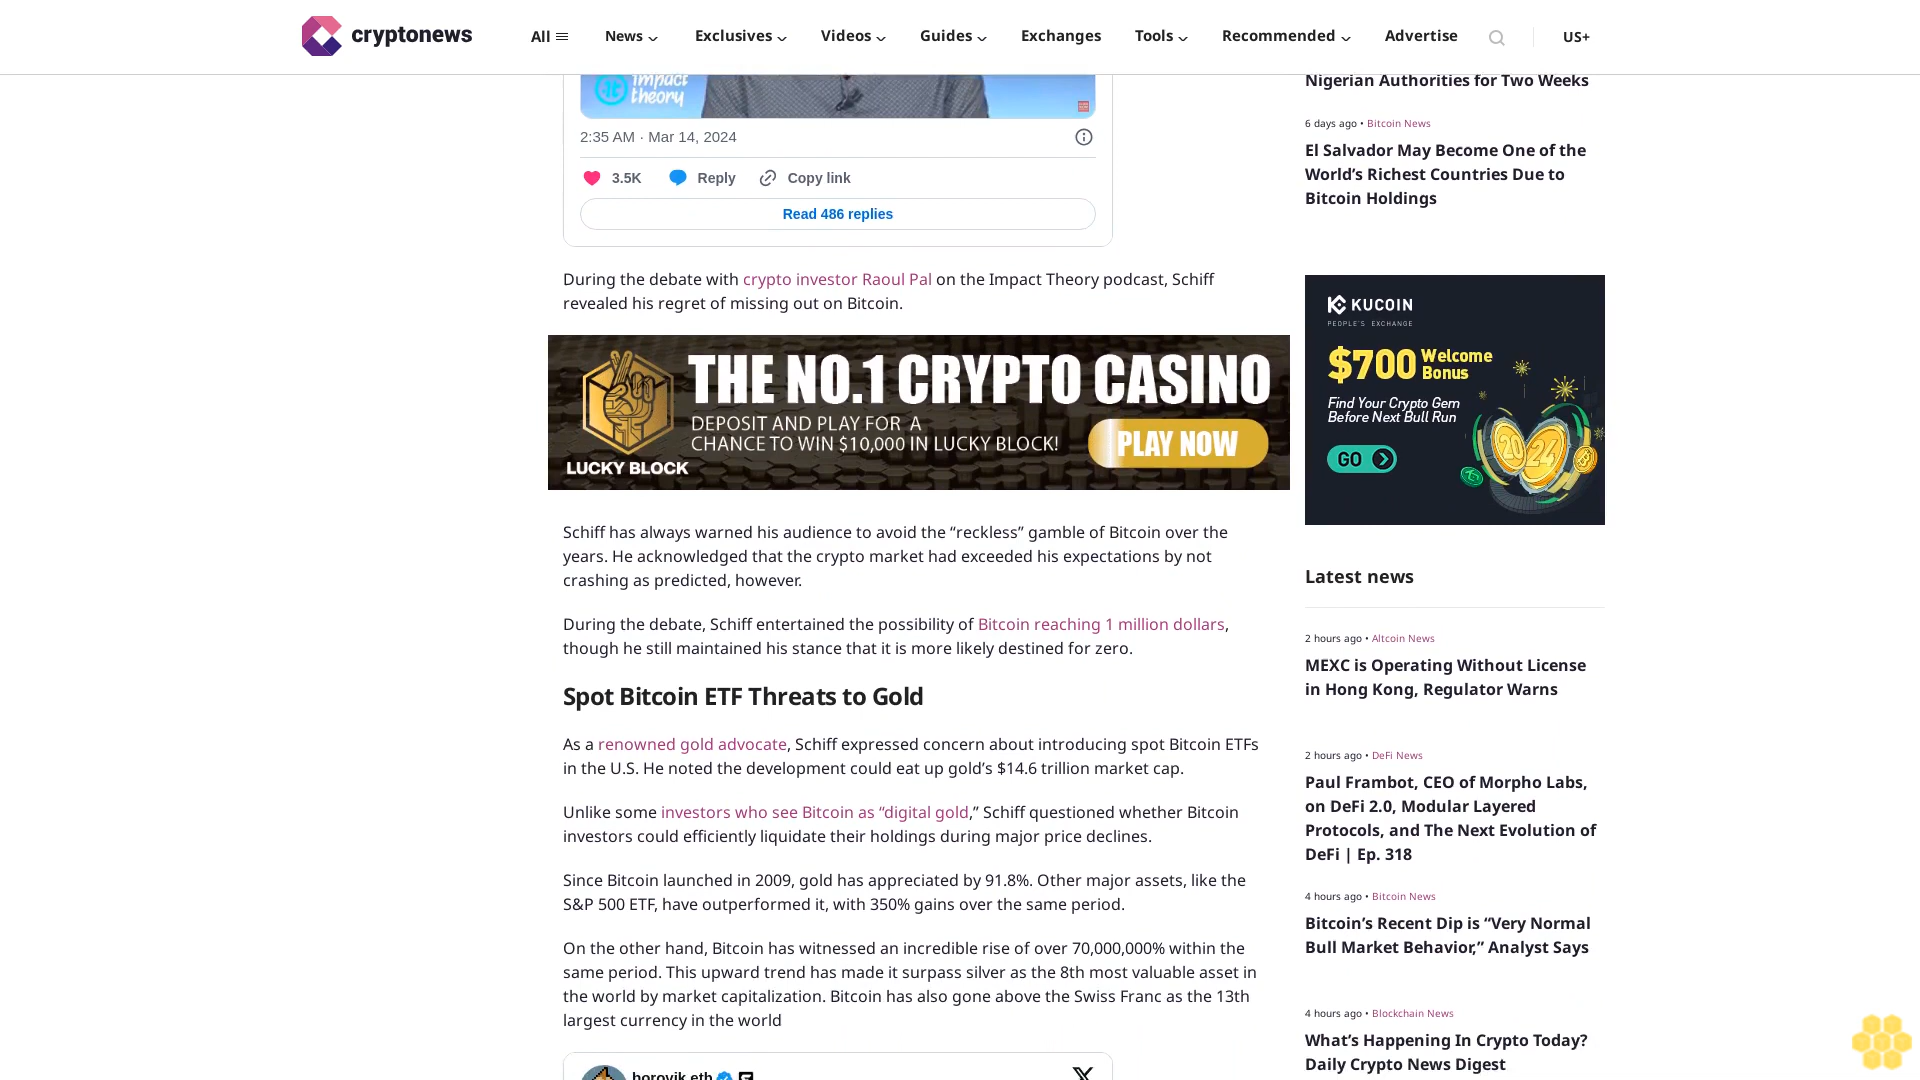 cryptonews
All
News
Exclusives
Videos
Guides
Exchanges
Tools
Recommended
Advertise
US+
impact
theory
2:35 AM · Mar 14, 2024
3.5K
Reply
Copy link
Read 486 replies
During the debate with crypto investor Raoul Pal on the Impact Theory podcast, Schiff
revealed his regret of missing out on Bitcoin.
THE NO.1 CRYPTO CASINO
DEPOSIT AND PLAY FOR A
CHANCE TO WIN $10,000 IN LUCKY BLOCK!
PLAY NOW
LUCKY BLOCK
Schiff has always warned his audience to avoid the “reckless” gamble of Bitcoin over the
years. He acknowledged that the crypto market had exceeded his expectations by not
crashing as predicted, however.
During the debate, Schiff entertained the possibility of Bitcoin reaching 1 million dollars,
though he still maintained his stance that it is more likely destined for zero.
Spot Bitcoin ETF Threats to Gold
As a renowned gold advocate, Schiff expressed concern about introducing spot Bitcoin ETFs
in the U.S. He noted the development could eat up gold’s $14.6 trillion market cap.
Unlike some investors who see Bitcoin as “digital gold,” Schiff questioned whether Bitcoin
investors could efficiently liquidate their holdings during major price declines.
Since Bitcoin launched in 2009, gold has appreciated by 91.8%. Other major assets, like the
S&P 500 ETF, have outperformed it, with 350% gains over the same period.
On the other hand, Bitcoin has witnessed an incredible rise of over 70,000,000% within the
same period. This upward trend has made it surpass silver as the 8th most valuable asset in
the world by market capitalization. Bitcoin has also gone above the Swiss Franc as the 13th
largest currency in the world
borovik.eth
Nigerian Authorities for Two Weeks
6 days ago • Bitcoin News
El Salvador May Become One of the
World’s Richest Countries Due to
Bitcoin Holdings
KUCOIN
PEOPLE'S EXCHANGE
$700 Welcome
Bonus
Find Your Crypto Gem
Before Next Bull Run
GO
20 24
Latest news
2 hours ago • Altcoin News
MEXC is Operating Without License
in Hong Kong, Regulator Warns
2 hours ago • DeFi News
Paul Frambot, CEO of Morpho Labs,
on DeFi 2.0, Modular Layered
Protocols, and The Next Evolution of
DeFi | Ep. 318
4 hours ago • Bitcoin News
Bitcoin’s Recent Dip is “Very Normal
Bull Market Behavior,” Analyst Says
4 hours ago • Blockchain News
What’s Happening In Crypto Today?
Daily Crypto News Digest